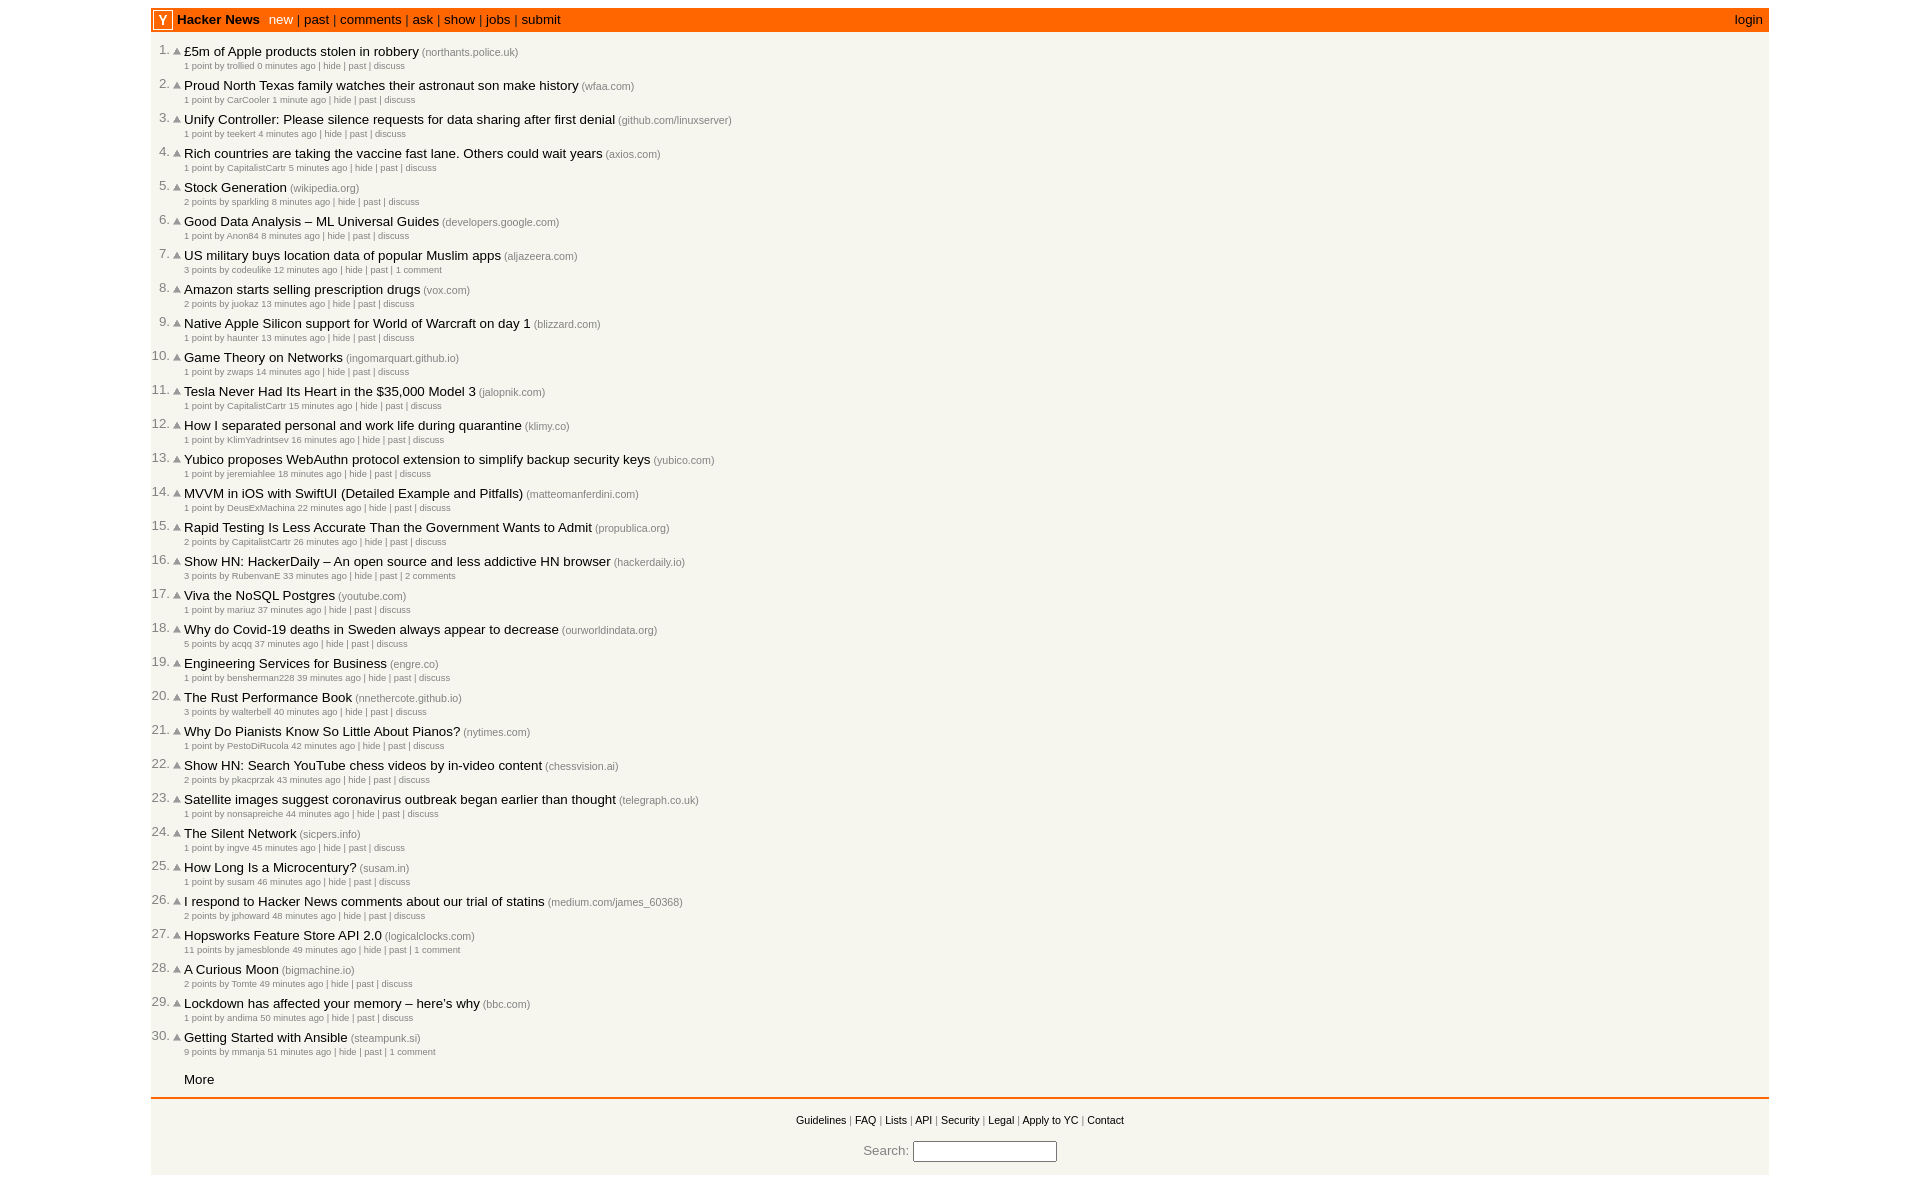 Y Hacker News new | past | comments | ask | show | jobs | submit login
1. £5m of Apple products stolen in robbery (northants.police.uk)
1 point by trollied 0 minutes ago | hide | past | discuss
2. Proud North Texas family watches their astronaut son make history (wfaa.com)
1 point by CarCooler 1 minute ago | hide | past | discuss
3. Unify Controller: Please silence requests for data sharing after first denial (github.com/linuxserver)
1 point by teekert 4 minutes ago | hide | past | discuss
4. Rich countries are taking the vaccine fast lane. Others could wait years (axios.com)
1 point by CapitalistCartr 5 minutes ago | hide | past | discuss
5. Stock Generation (wikipedia.org)
2 points by sparkling 8 minutes ago | hide | past | discuss
6. Good Data Analysis – ML Universal Guides (developers.google.com)
1 point by Anon84 8 minutes ago | hide | past | discuss
7. US military buys location data of popular Muslim apps (aljazeera.com)
3 points by codeulike 12 minutes ago | hide | past | 1 comment
8. Amazon starts selling prescription drugs (vox.com)
2 points by juokaz 13 minutes ago | hide | past | discuss
9. Native Apple Silicon support for World of Warcraft on day 1 (blizzard.com)
1 point by haunter 13 minutes ago | hide | past | discuss
10. Game Theory on Networks (ingomarquart.github.io)
1 point by zwaps 14 minutes ago | hide | past | discuss
11. Tesla Never Had Its Heart in the $35,000 Model 3 (jalopnik.com)
1 point by CapitalistCartr 15 minutes ago | hide | past | discuss
12. How I separated personal and work life during quarantine (klimy.co)
1 point by KlimYadrintsev 16 minutes ago | hide | past | discuss
13. Yubico proposes WebAuthn protocol extension to simplify backup security keys (yubico.com)
1 point by jeremiahlee 18 minutes ago | hide | past | discuss
14. MVVM in iOS with SwiftUI (Detailed Example and Pitfalls) (matteomanferdini.com)
1 point by DeusExMachina 22 minutes ago | hide | past | discuss
15. Rapid Testing Is Less Accurate Than the Government Wants to Admit (propublica.org)
2 points by CapitalistCartr 26 minutes ago | hide | past | discuss
16. Show HN: HackerDaily – An open source and less addictive HN browser (hackerdaily.io)
3 points by RubenvanE 33 minutes ago | hide | past | 2 comments
17. Viva the NoSQL Postgres (youtube.com)
1 point by mariuz 37 minutes ago | hide | past | discuss
18. Why do Covid-19 deaths in Sweden always appear to decrease (ourworldindata.org)
5 points by acqq 37 minutes ago | hide | past | discuss
19. Engineering Services for Business (engre.co)
1 point by bensherman228 39 minutes ago | hide | past | discuss
20. The Rust Performance Book (nnethercote.github.io)
3 points by walterbell 40 minutes ago | hide | past | discuss
21. Why Do Pianists Know So Little About Pianos? (nytimes.com)
1 point by PestoDiRucola 42 minutes ago | hide | past | discuss
22. Show HN: Search YouTube chess videos by in-video content (chessvision.ai)
2 points by pkacprzak 43 minutes ago | hide | past | discuss
23. Satellite images suggest coronavirus outbreak began earlier than thought (telegraph.co.uk)
1 point by nonsapreiche 44 minutes ago | hide | past | discuss
24. The Silent Network (sicpers.info)
1 point by ingve 45 minutes ago | hide | past | discuss
25. How Long Is a Microcentury? (susam.in)
1 point by susam 46 minutes ago | hide | past | discuss
26. I respond to Hacker News comments about our trial of statins (medium.com/james_60368)
2 points by jphoward 48 minutes ago | hide | past | discuss
27. Hopsworks Feature Store API 2.0 (logicalclocks.com)
11 points by jamesblonde 49 minutes ago | hide | past | 1 comment
28. A Curious Moon (bigmachine.io)
2 points by Tomte 49 minutes ago | hide | past | discuss
29. Lockdown has affected your memory – here’s why (bbc.com)
1 point by andima 50 minutes ago | hide | past | discuss
30. Getting Started with Ansible (steampunk.si)
9 points by mmanja 51 minutes ago | hide | past | 1 comment
More
Guidelines | FAQ | Lists | API | Security | Legal | Apply to YC | Contact
Search: